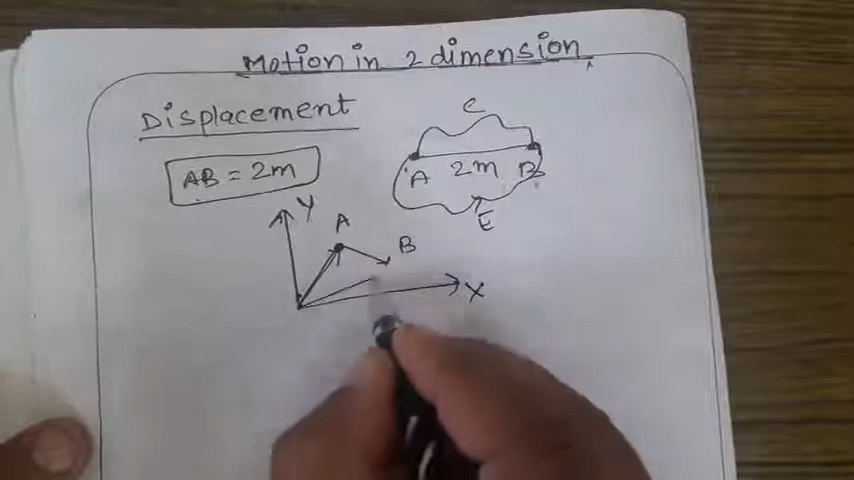 Motion in 2 dimension
Displacement
C
AB = 2m
A 2m B
E
Y
A
B
X